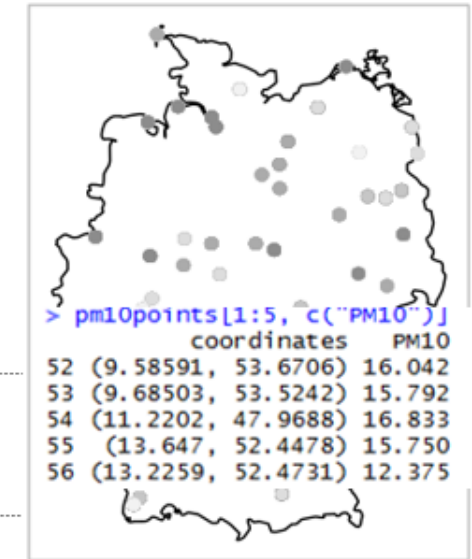 > pm10points[1:5, c("PM10")]
coordinates PM10
52 (9.58591, 53.6706) 16.042
53 (9.68503, 53.5242) 15.792
54 (11.2202, 47.9688) 16.833
55 (13.647, 52.4478) 15.750
56 (13.2259, 52.4731) 12.375